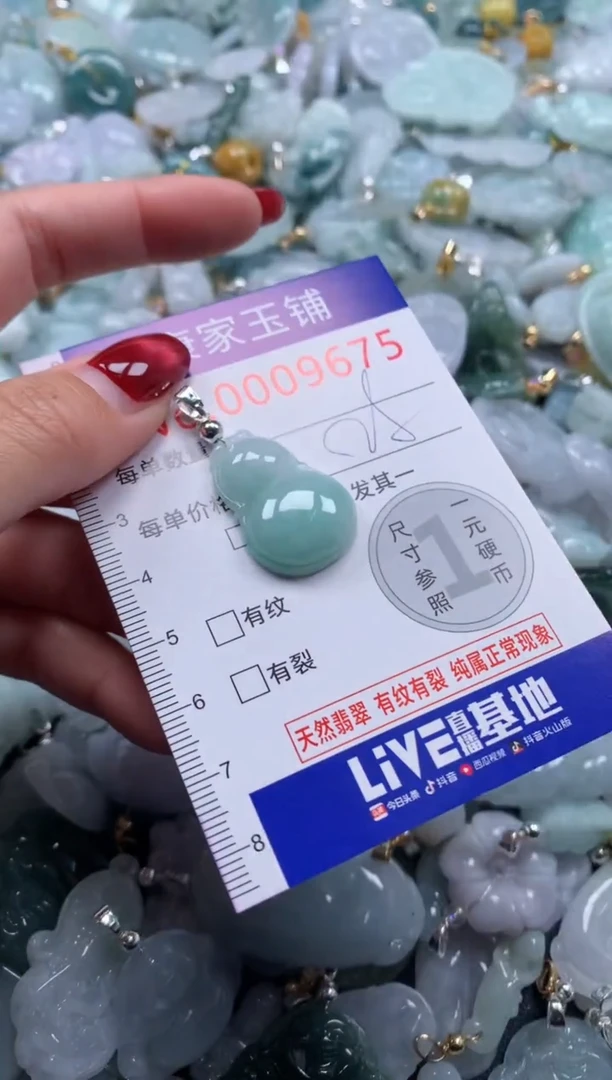 家玉铺
0009675
每单数
每单价格
发其一
3
4
5
6
7
8
有纹
有裂
尺寸参照
1
一元硬币
天然翡翠 有纹有裂 纯属正常现象
LiVE直播基地
今日头条 抖音 西瓜视频 抖音火山版